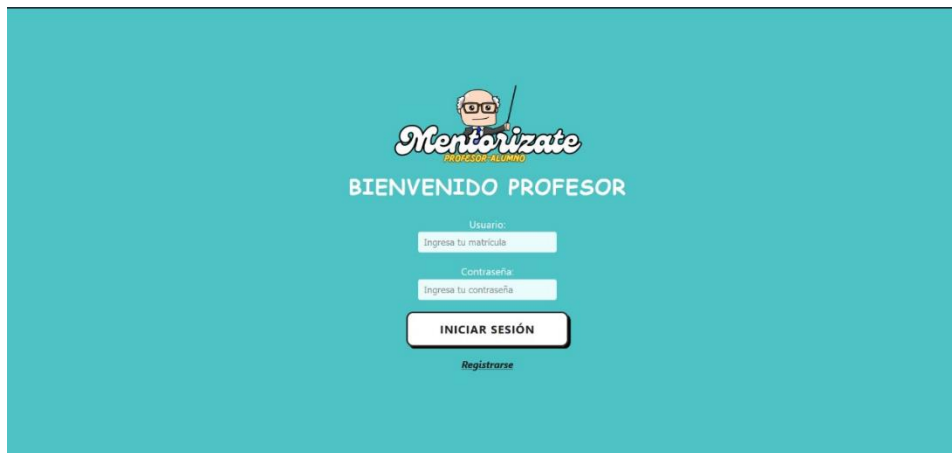 Mentorizate
PROFESOR-ALUMNO
BIENVENIDO PROFESOR
Usuario:
Ingresa tu matrícula
Contraseña:
Ingresa tu contraseña
INICIAR SESIÓN
Registrarse